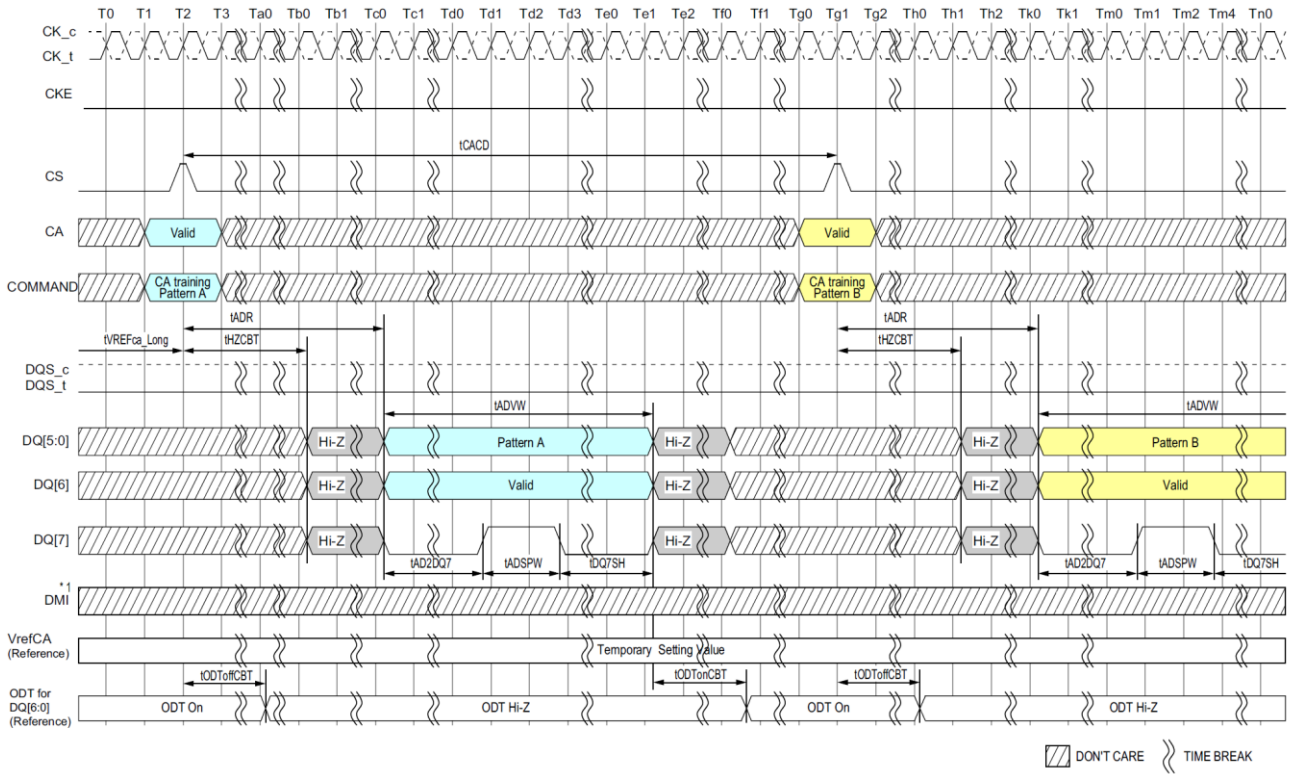 T0 T1 T2 T3 Ta0 Tb0 Tb1 Tc0 Tc1 Td0 Td1 Td2 Td3 Te0 Te1 Te2 Tf0 Tf1 Tg0 Tg1 Tg2 Th0 Th1 Th2 Tk0 Tk1 Tm0 Tm1 Tm2 Tm4 Tn0
CK_c
CK_t
CKE
tCACD
CS
CA Valid Valid
COMMAND CA training Pattern A CA training Pattern B
tADR tADR
tVREFca_Long tHZCBT tHZCBT
DQS_c
DQS_t
tADVW tADVW
DQ[5:0] Hi-Z Pattern A Hi-Z Hi-Z Pattern B
DQ[6] Hi-Z Valid Hi-Z Hi-Z Valid
DQ[7] Hi-Z Hi-Z Hi-Z
tAD2DQ7 tADSPW tDQ7SH tAD2DQ7 tADSPW tDQ7SH
*1
DMI
VrefCA
(Reference) Temporary Setting Value
tODToffCBT tODTonCBT tODToffCBT
ODT for
DQ[6:0] ODT On ODT Hi-Z ODT On ODT Hi-Z
(Reference)
DON'T CARE TIME BREAK